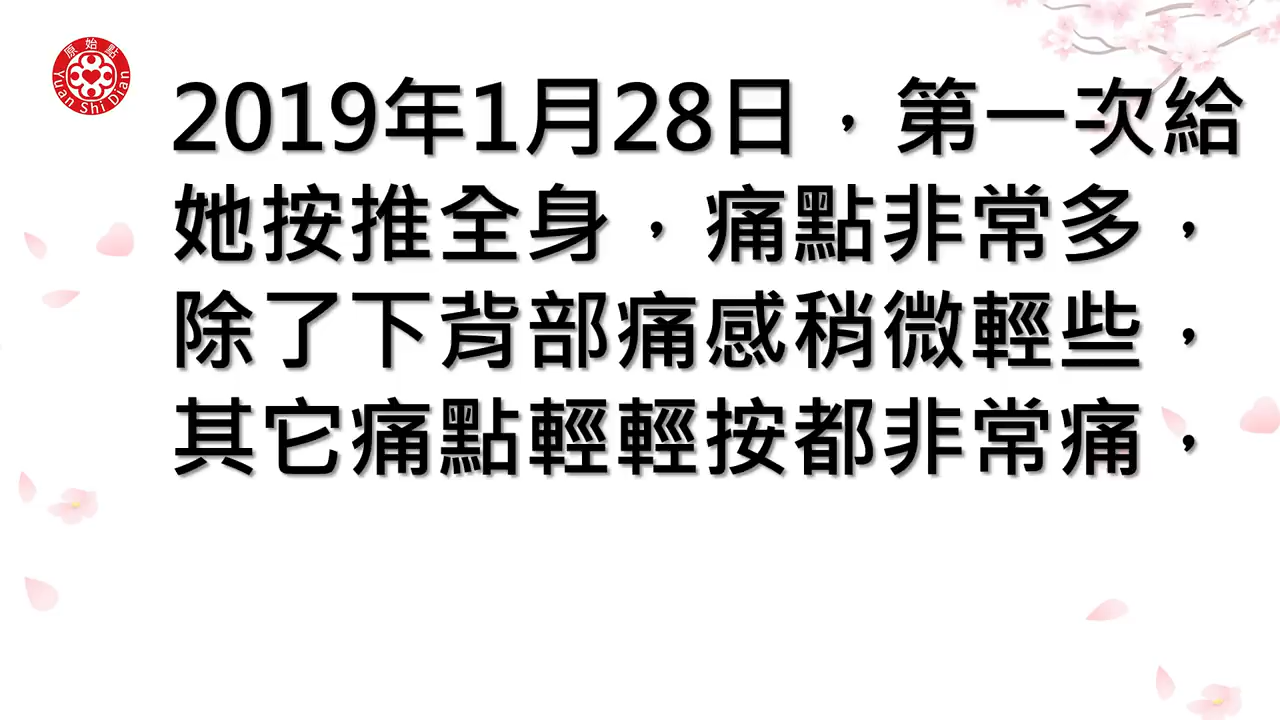 原始點
Yuan Shi Dian
2019年1月28日，第一次給
她按推全身，痛點非常多，
除了下背部痛感稍微輕些，
其它痛點輕輕按都非常痛，